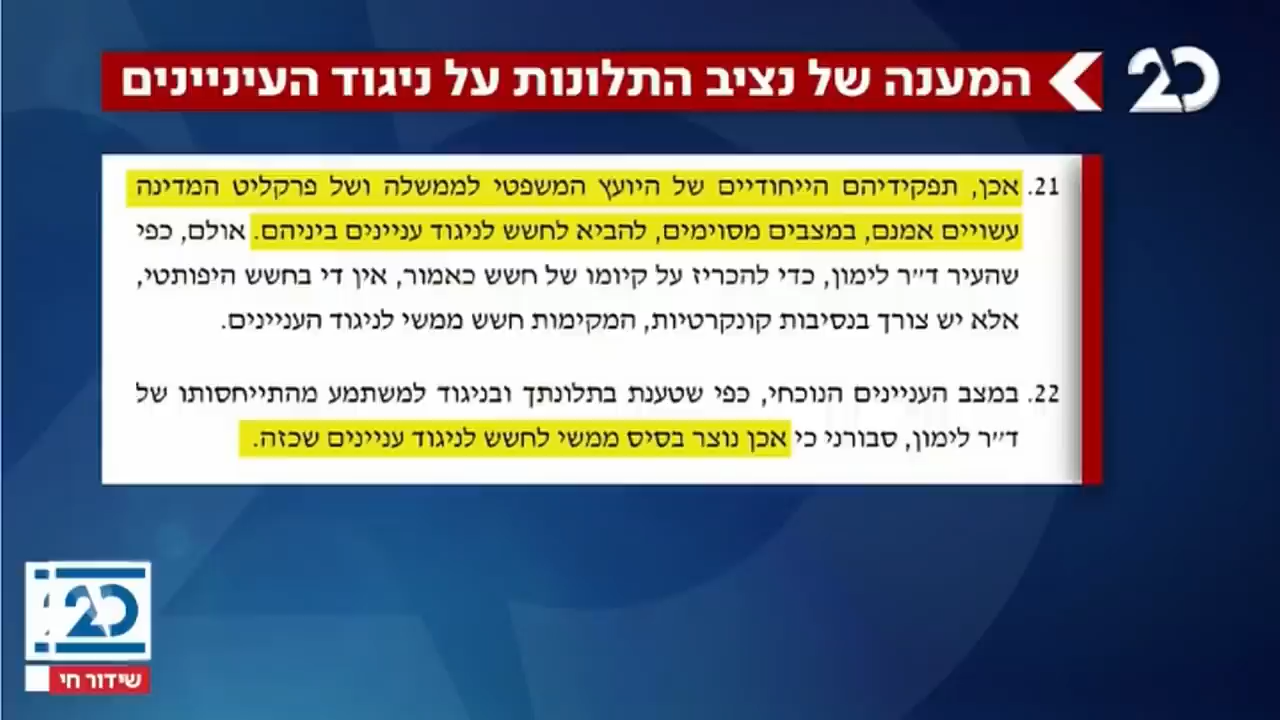 המענה של נציב התלונות על ניגוד העיניינים
20
21. אכן, תפקידיהם הייחודיים של היועץ המשפטי לממשלה ושל פרקליט המדינה
עשויים אמנם, במצבים מסוימים, להביא לחשש לניגוד עניינים ביניהם. אולם, כפי
שהעיר ד״ר לימון, כדי להכריז על קיומו של חשש כאמור, אין די בחשש היפותטי,
אלא יש צורך בנסיבות קונקרטיות, המקימות חשש ממשי לניגוד העניינים.
22. במצב העניינים הנוכחי, כפי שטענת בתלונתך ובניגוד למשתמע מהתייחסותו של
ד״ר לימון, סבורני כי אכן נוצר בסיס ממשי לחשש לניגוד עניינים שכזה.
20
שידור חי